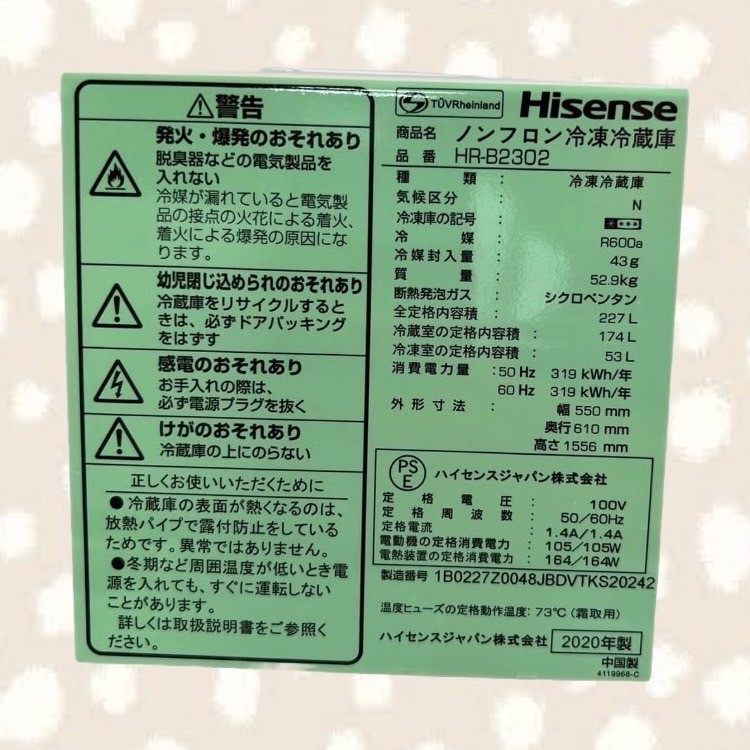 ⚠警告
発火・爆発のおそれあり
脱臭器などの電気製品を
入れない
冷媒が漏れていると電気製
品の接点の火花による着火、
着火による爆発の原因にな
ります。
幼児閉じ込められのおそれあり
冷蔵庫をリサイクルすると
きは、必ずドアパッキング
をはずす
感電のおそれあり
お手入れの際は、
必ず電源プラグを抜く
けがのおそれあり
冷蔵庫の上にのらない
正しくお使いいただくために
●冷蔵庫の表面が熱くなるのは、
放熱パイプで露付防止をしている
ためです。異常ではありません。
●冬期など周囲温度が低いとき電
源を入れても、すぐに運転しない
ことがあります。
詳しくは取扱説明書をご参照く
ださい。
TÜVRheinland Hisense
商品名 ノンフロン冷凍冷蔵庫
品番 HR-B2302
種類 : 冷凍冷蔵庫
気候区分 : N
冷凍庫の記号 :
冷媒 : R600a
冷媒封入量 : 43g
質量 : 52.9kg
断熱発泡ガス : シクロペンタン
全定格内容積 : 227L
冷蔵室の定格内容積 : 174L
冷凍室の定格内容積 : 53L
消費電力量 : 50Hz 319kWh/年
60Hz 319kWh/年
外形寸法 : 幅550mm
奥行610mm
高さ1556mm
PSE ハイセンスジャパン株式会社
定格電圧 : 100V
定格周波数 : 50/60Hz
定格電流 : 1.4A/1.4A
電動機の定格消費電力 : 105/105W
電熱装置の定格消費電力 : 164/164W
製造番号 1B0227Z0048JBDVTKS20242
温度ヒューズの定格動作温度:73℃(霜取用)
ハイセンスジャパン株式会社 2020年製
中国製
4119968-C